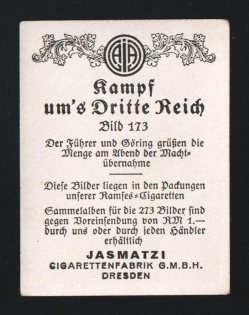 Kampf
um's Dritte Reich
Bild 173
Der Führer und Göring grüßen die
Menge am Abend der Macht-
übernahme
Diese Bilder liegen in den Packungen
unserer Ramses-Cigaretten
Sammelalben für die 273 Bilder sind
gegen Voreinsendung von RM 1.—
durch uns oder durch jeden Händler
erhältlich
JASMATZI
CIGARETTENFABRIK G.M.B.H.
DRESDEN